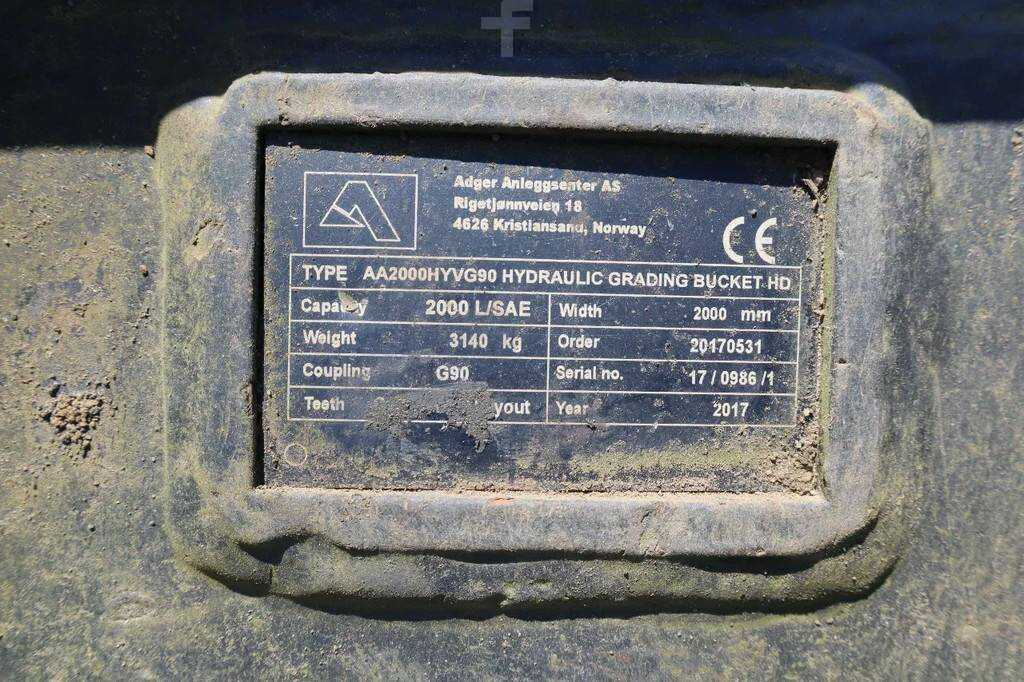 Adger Anleggsenter AS
Rigetjønnveien 18
4626 Kristiansand, Norway
CE
TYPE AA2000HYVG90 HYDRAULIC GRADING BUCKET HD
Capacity 2000 L/SAE Width 2000 mm
Weight 3140 kg Order 20170531
Coupling G90 Serial no. 17 / 0986 /1
Teeth yout Year 2017